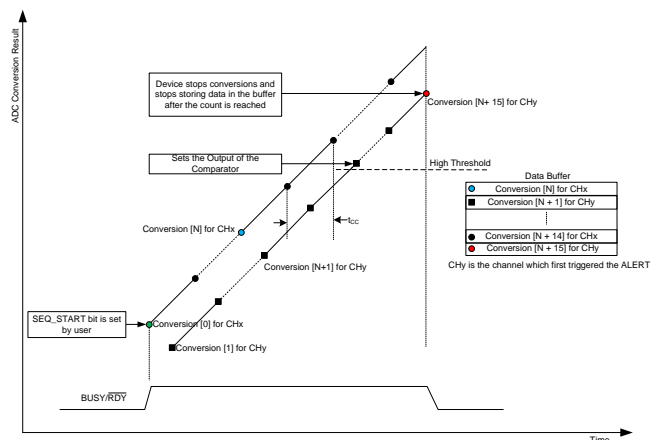 ADC Conversion Result
Device stops conversions and
stops storing data in the buffer
after the count is reached
Conversion [N+ 15] for CHy
Sets the Output of the
Comparator
High Threshold
Data Buffer
Conversion [N] for CHx
Conversion [N + 1] for CHy
Conversion [N + 14] for CHx
Conversion [N + 15] for CHy
CHy is the channel which first triggered the ALERT
Conversion [N] for CHx
tCC
Conversion [N+1] for CHy
SEQ_START bit is set
by user
Conversion [0] for CHx
Conversion [1] for CHy
BUSY/RDY
Time